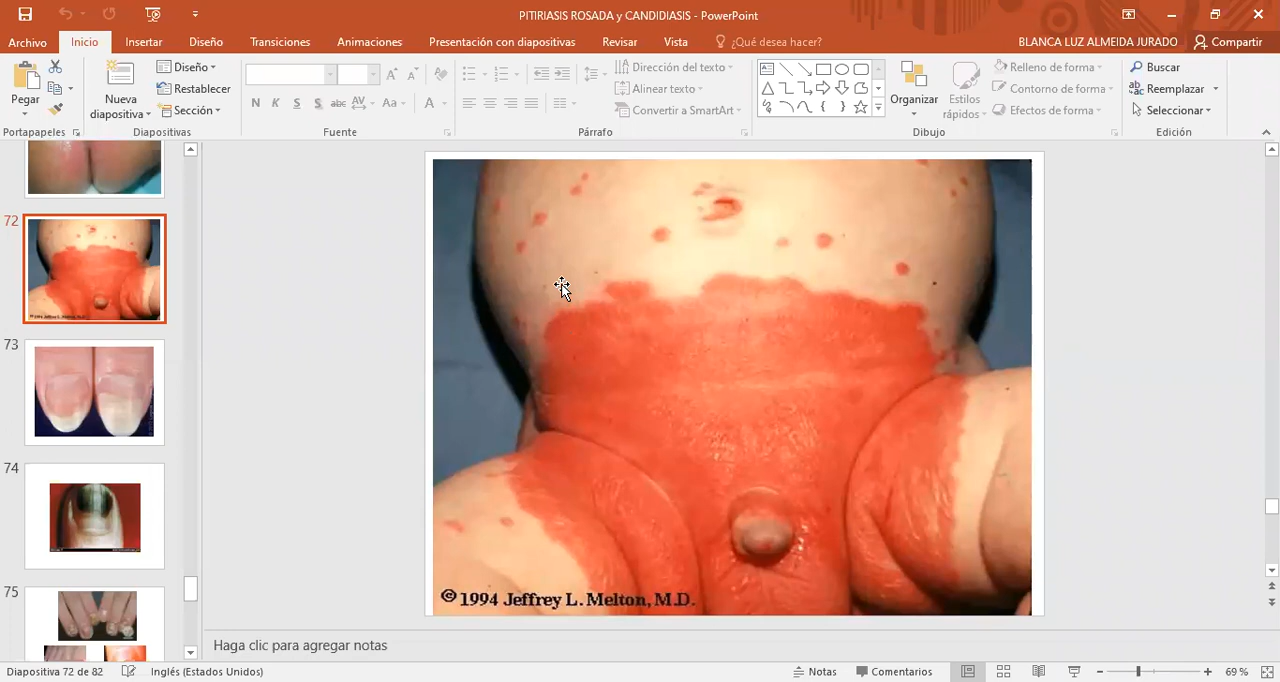 PITIRIASIS ROSADA y CANDIDIASIS - PowerPoint
Archivo Inicio Insertar Diseño Transiciones Animaciones Presentación con diapositivas Revisar Vista ¿Qué desea hacer? BLANCA LUZ ALMEIDA JURADO Compartir
Pegar
Nueva diapositiva
Diseño
Restablecer
Sección
N K S S abc AV Aa A
A A
Dirección del texto
Alinear texto
Convertir a SmartArt
Organizar
Estilos rápidos
Relleno de forma
Contorno de forma
Efectos de forma
Buscar
Reemplazar
Seleccionar
Portapapeles Diapositivas Fuente Párrafo Dibujo Edición
72
73
74
75
© 1994 Jeffrey L. Melton, M.D.
Haga clic para agregar notas
Diapositiva 72 de 82 Inglés (Estados Unidos) Notas Comentarios 69 %